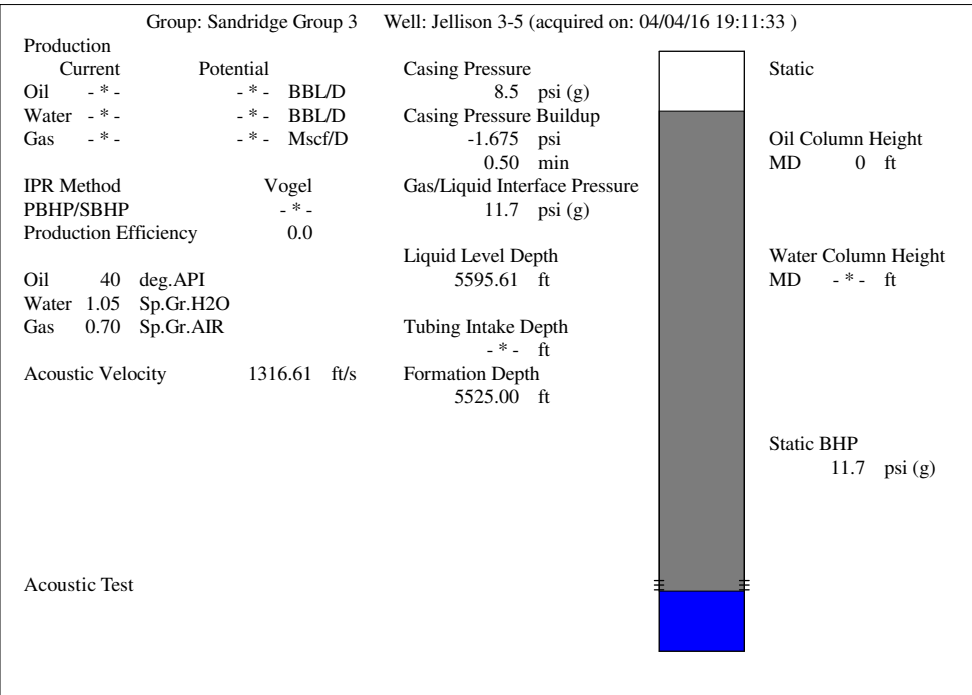 Group: Sandridge Group 3 Well: Jellison 3-5 (acquired on: 04/04/16 19:11:33 )
Production
Current Potential
Oil - * - - * - BBL/D
Water - * - - * - BBL/D
Gas - * - - * - Mscf/D
IPR Method Vogel
PBHP/SBHP - * -
Production Efficiency 0.0
Oil 40 deg.API
Water 1.05 Sp.Gr.H2O
Gas 0.70 Sp.Gr.AIR
Acoustic Velocity 1316.61 ft/s
Acoustic Test
Casing Pressure
8.5 psi (g)
Casing Pressure Buildup
-1.675 psi
0.50 min
Gas/Liquid Interface Pressure
11.7 psi (g)
Liquid Level Depth
5595.61 ft
Tubing Intake Depth
- * - ft
Formation Depth
5525.00 ft
Static
Oil Column Height
MD 0 ft
Water Column Height
MD - * - ft
Static BHP
11.7 psi (g)